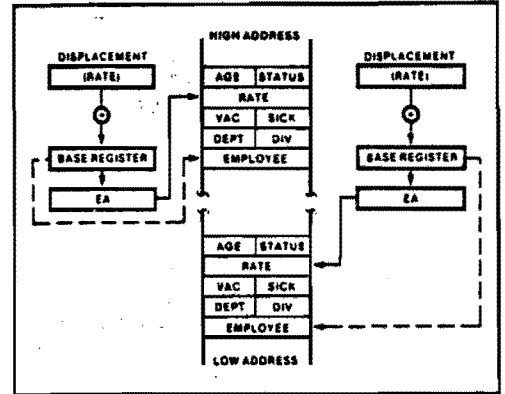 HIGH ADDRESS
DISPLACEMENT
(RATE)
+
BASE REGISTER
EA
AGE STATUS
RATE
VAC SICK
DEPT DIV
EMPLOYEE
DISPLACEMENT
(RATE)
+
BASE REGISTER
EA
AGE STATUS
RATE
VAC SICK
DEPT DIV
EMPLOYEE
LOW ADDRESS